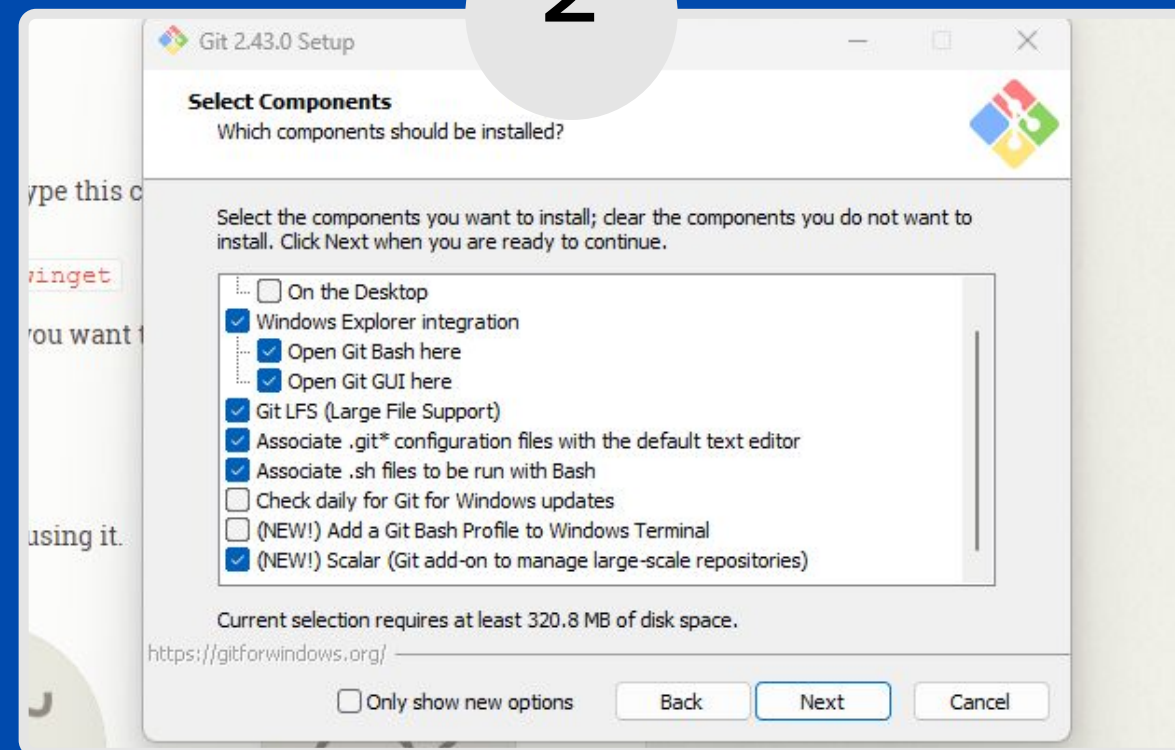 2
Git 2.43.0 Setup
Select Components
Which components should be installed?
ype this c
Select the components you want to install; clear the components you do not want to
install. Click Next when you are ready to continue.
winget
On the Desktop
Windows Explorer integration
you want t
Open Git Bash here
Open Git GUI here
Git LFS (Large File Support)
Associate .git* configuration files with the default text editor
Associate .sh files to be run with Bash
Check daily for Git for Windows updates
(NEW!) Add a Git Bash Profile to Windows Terminal
using it.
(NEW!) Scalar (Git add-on to manage large-scale repositories)
Current selection requires at least 320.8 MB of disk space.
https://gitforwindows.org/
Only show new options
Back
Next
Cancel